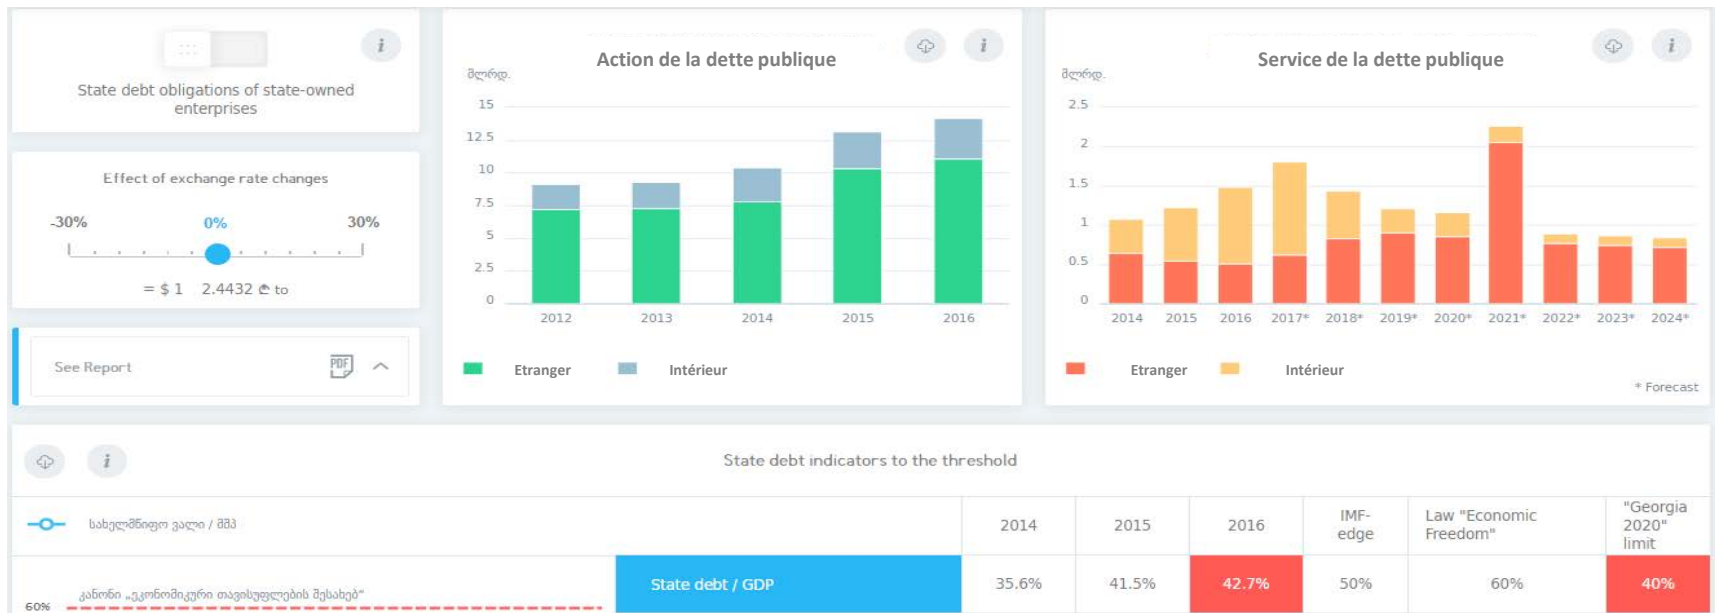 State debt obligations of state-owned
enterprises
Effect of exchange rate changes
-30% 0% 30%
= $ 1 2.4432 ₾ to
See Report
PDF
Action de la dette publique
მლრდ.
15
12.5
10
7.5
5
2.5
0
2012 2013 2014 2015 2016
Etranger Intérieur
Service de la dette publique
მლრდ.
2.5
2
1.5
1
0.5
0
2014 2015 2016 2017* 2018* 2019* 2020* 2021* 2022* 2023* 2024*
Etranger Intérieur
* Forecast
State debt indicators to the threshold
სახელმწიფო ვალი / მშპ
2014 2015 2016 IMF-
edge Law "Economic
Freedom" "Georgia
2020"
limit
კანონი „ეკონომიკური თავისუფლების შესახებ“
60%
State debt / GDP 35.6% 41.5% 42.7% 50% 60% 40%